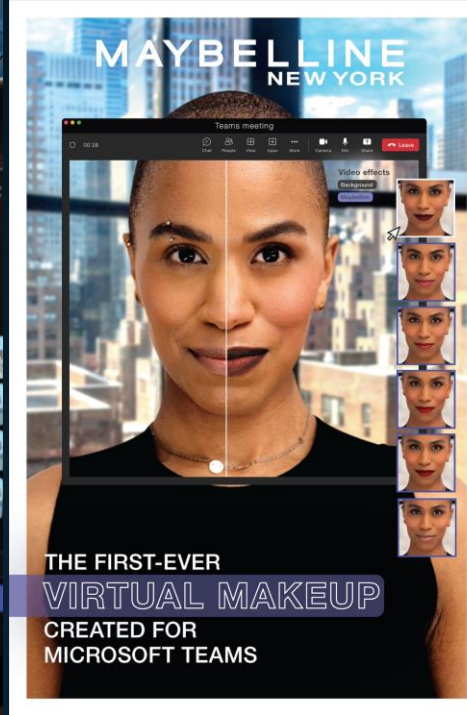 MAYBELLINE
NEW YORK
Teams meeting
00:28
Chat People View Apps More Camera Mic Share Leave
Video effects
Background
Maybelline
THE FIRST-EVER
VIRTUAL MAKEUP
CREATED FOR
MICROSOFT TEAMS